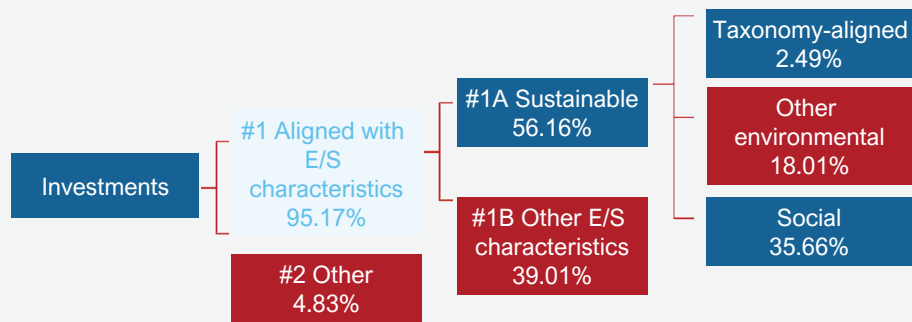 Investments
#1 Aligned with
E/S
characteristics
95.17%
#2 Other
4.83%
#1A Sustainable
56.16%
#1B Other E/S
characteristics
39.01%
Taxonomy-aligned
2.49%
Other
environmental
18.01%
Social
35.66%